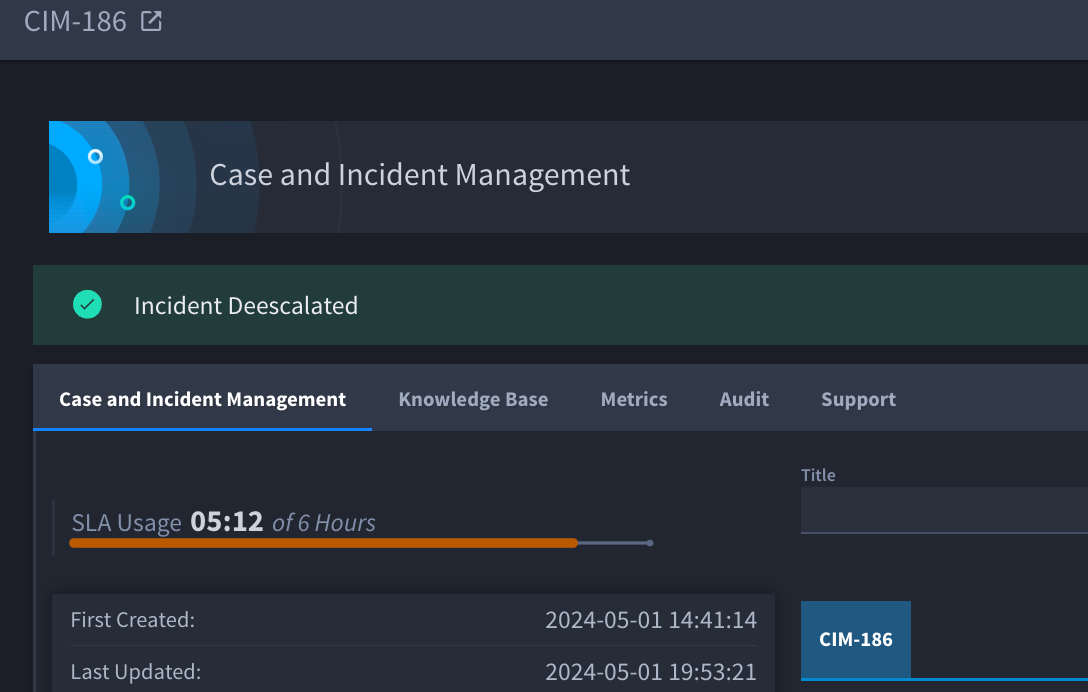 CIM-186
Case and Incident Management
Incident Deescalated
Case and Incident Management Knowledge Base Metrics Audit Support
Title
SLA Usage 05:12 of 6 Hours
First Created: 2024-05-01 14:41:14
CIM-186
Last Updated: 2024-05-01 19:53:21